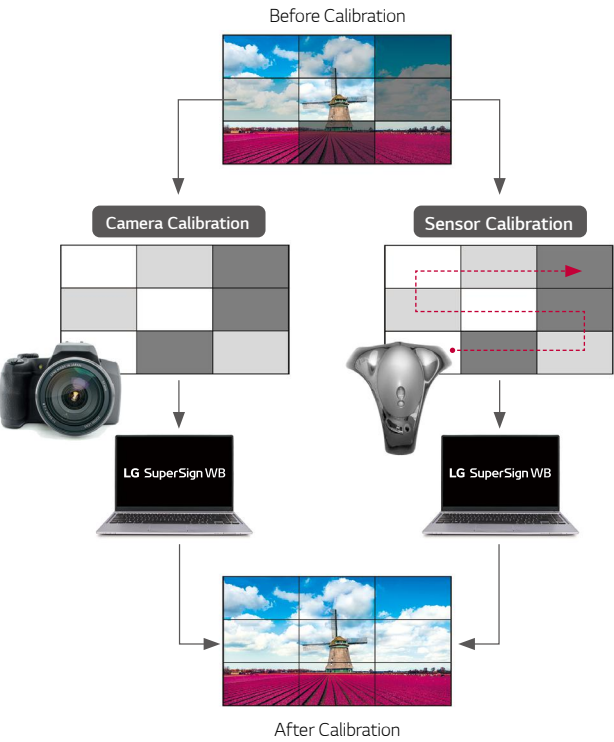 Before Calibration
Camera Calibration
Sensor Calibration
LG SuperSign WB
LG SuperSign WB
After Calibration